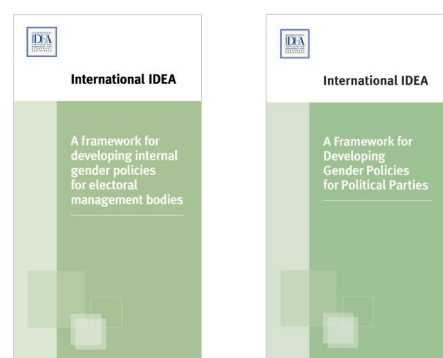 IDEA
International IDEA
A framework for
developing internal
gender policies
for electoral
management bodies
IDEA
International IDEA
A Framework for
Developing
Gender Policies
for Political Parties